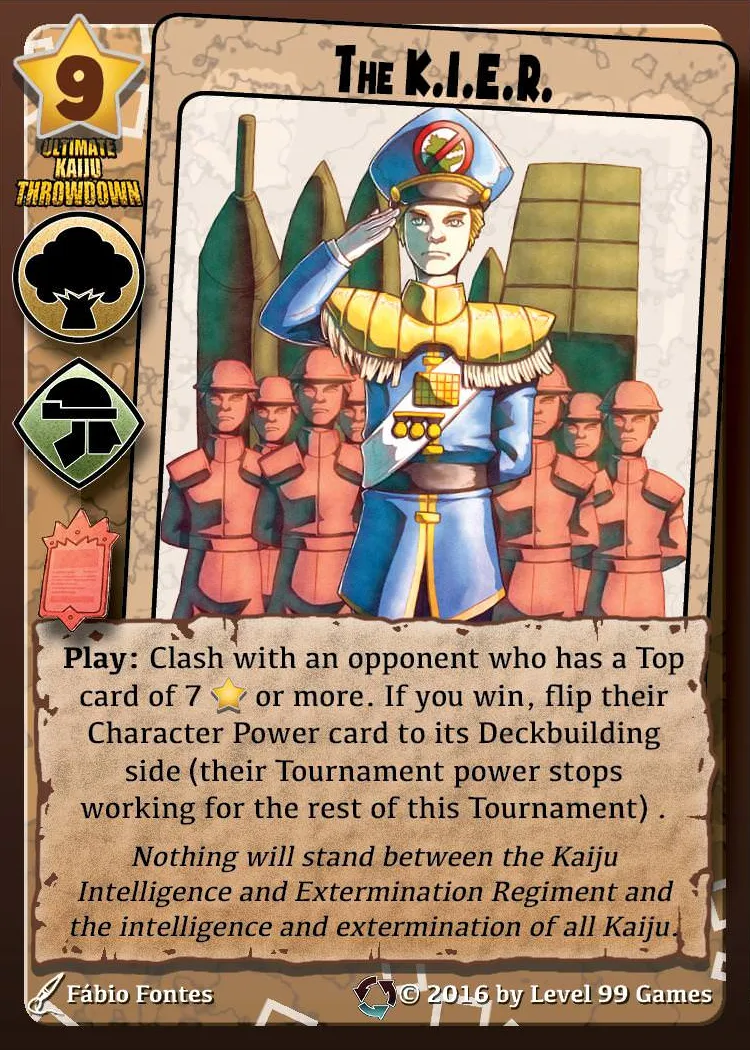 9
ULTIMATE
KAIJU
THROWDOWN
THE K.I.E.R.
Play: Clash with an opponent who has a Top
card of 7 ⭐ or more. If you win, flip their
Character Power card to its Deckbuilding
side (their Tournament power stops
working for the rest of this Tournament) .
Nothing will stand between the Kaiju
Intelligence and Extermination Regiment and
the intelligence and extermination of all Kaiju.
Fábio Fontes
© 2016 by Level 99 Games